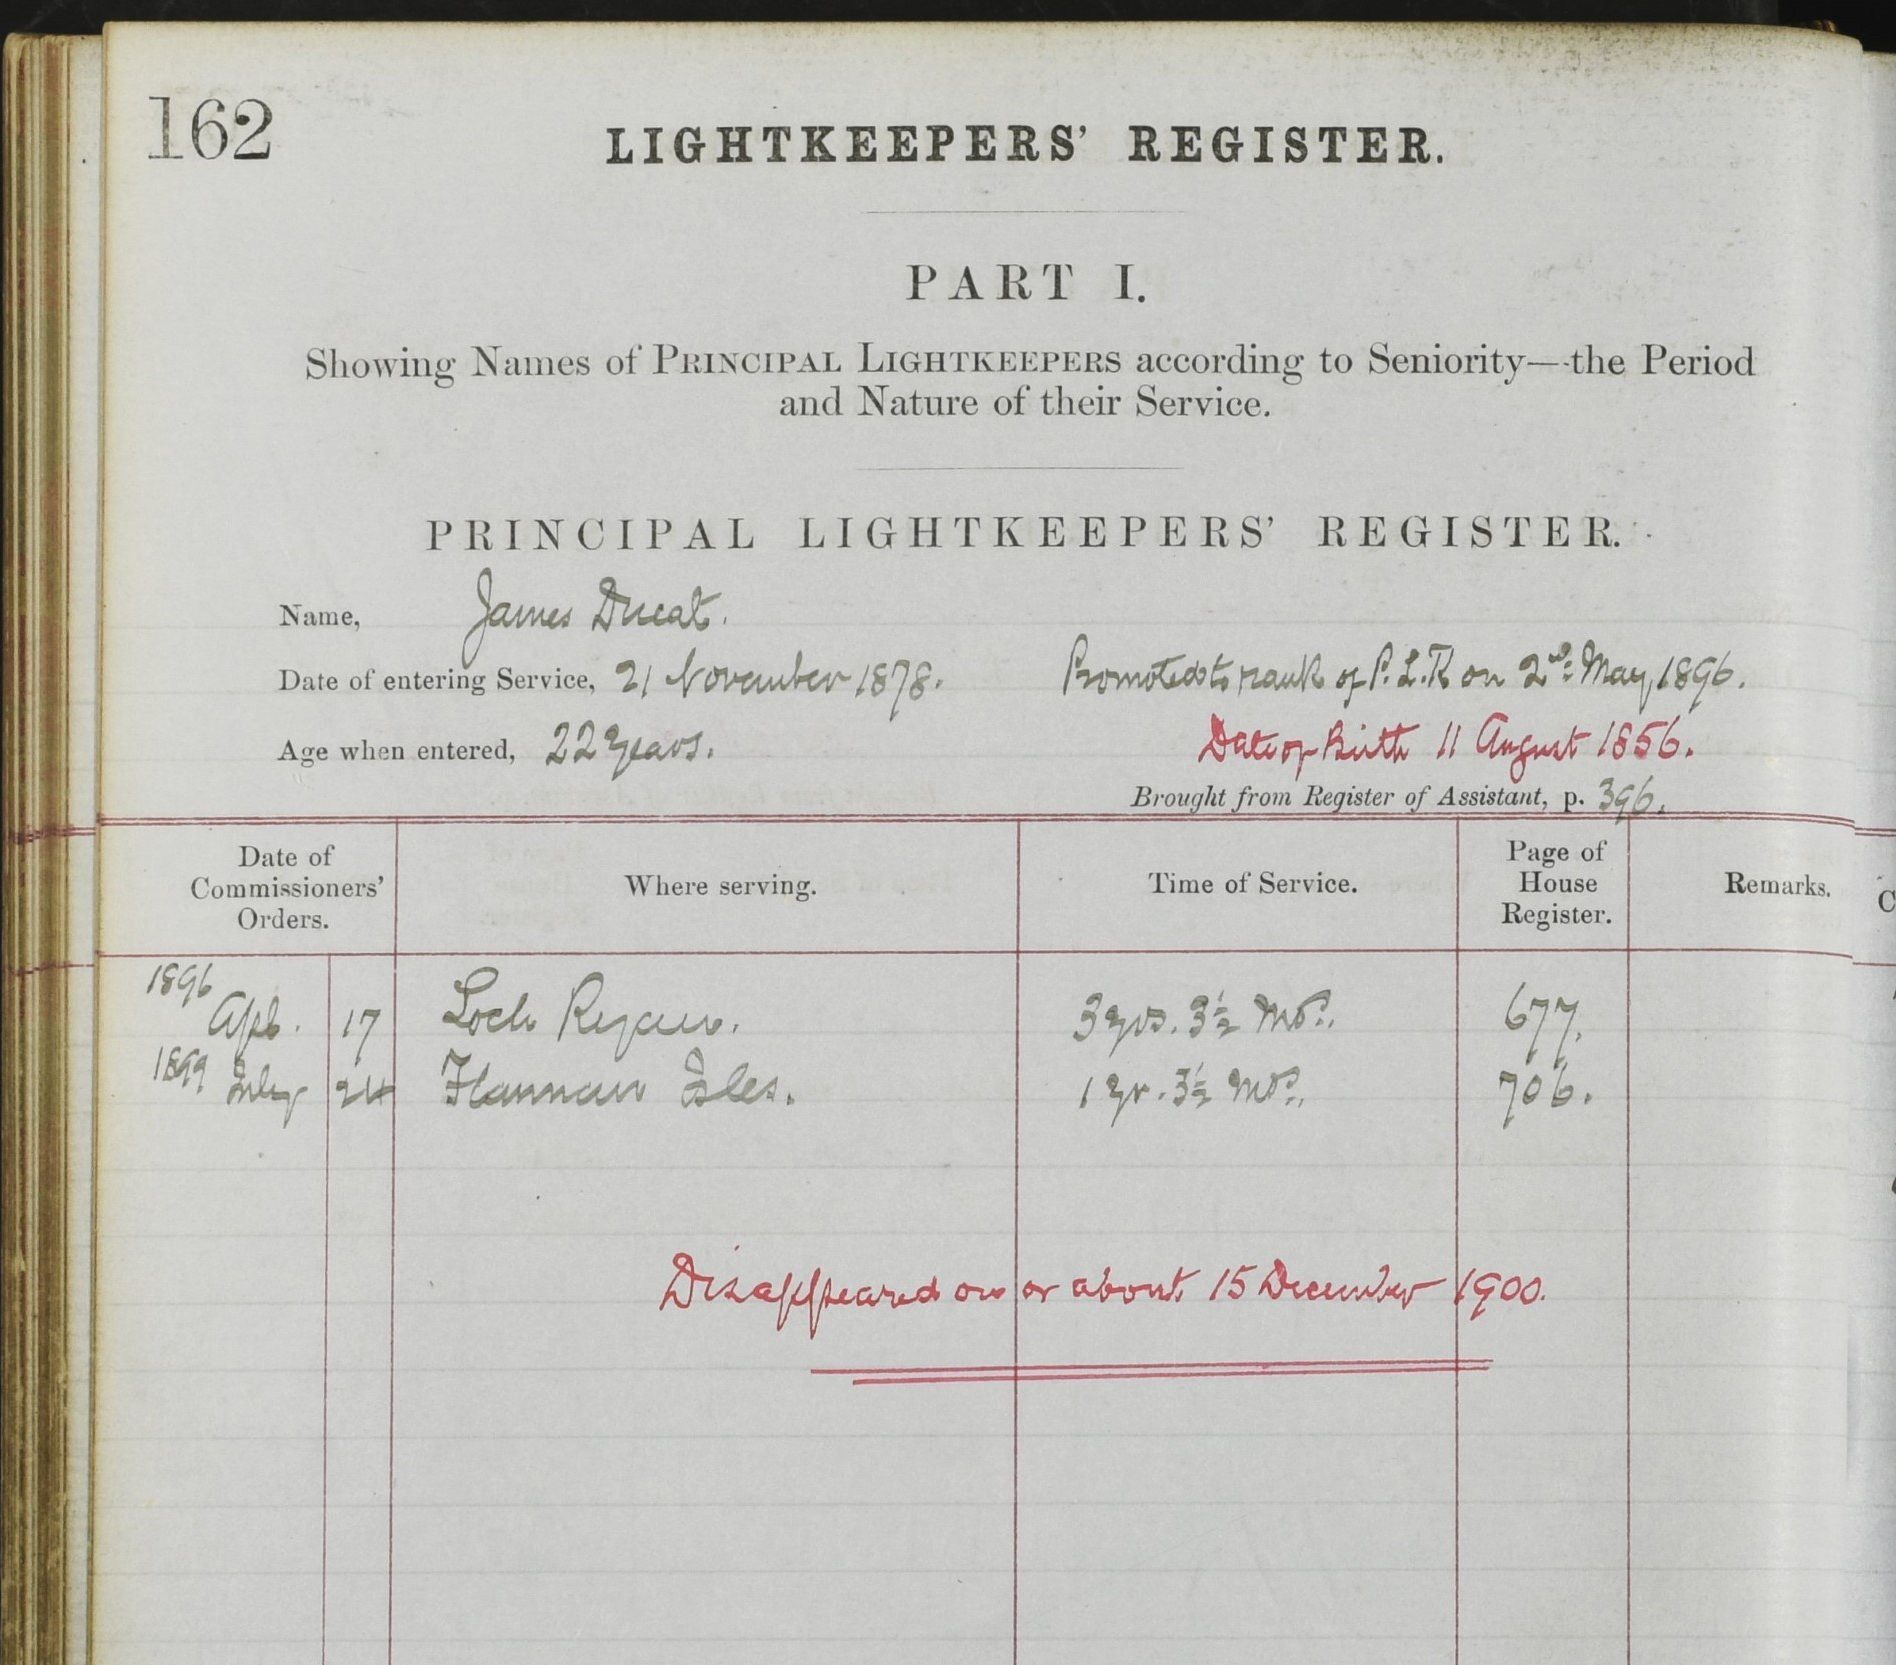 162
LIGHTKEEPERS' REGISTER.
PART I.
Showing Names of PRINCIPAL LIGHTKEEPERS according to Seniority—the Period
and Nature of their Service.
PRINCIPAL LIGHTKEEPERS' REGISTER.
Name, James Ducat.
Date of entering Service, 21 November 1878. Promoted to rank of P.L.K on 2nd May, 1896.
Age when entered, 22 years. Date of Birth 11 August 1856.
Brought from Register of Assistant, p. 396.
Date of Commissioners' Orders. Where serving. Time of Service. Page of House Register. Remarks.
1896
Apl. 17 Loch Ryan. 3 yrs. 3½ Mos. 677.
1899 July 24 Flannan Isles. 1 yr. 3½ Mos. 706.
Disappeared on or about 15 December 1900.